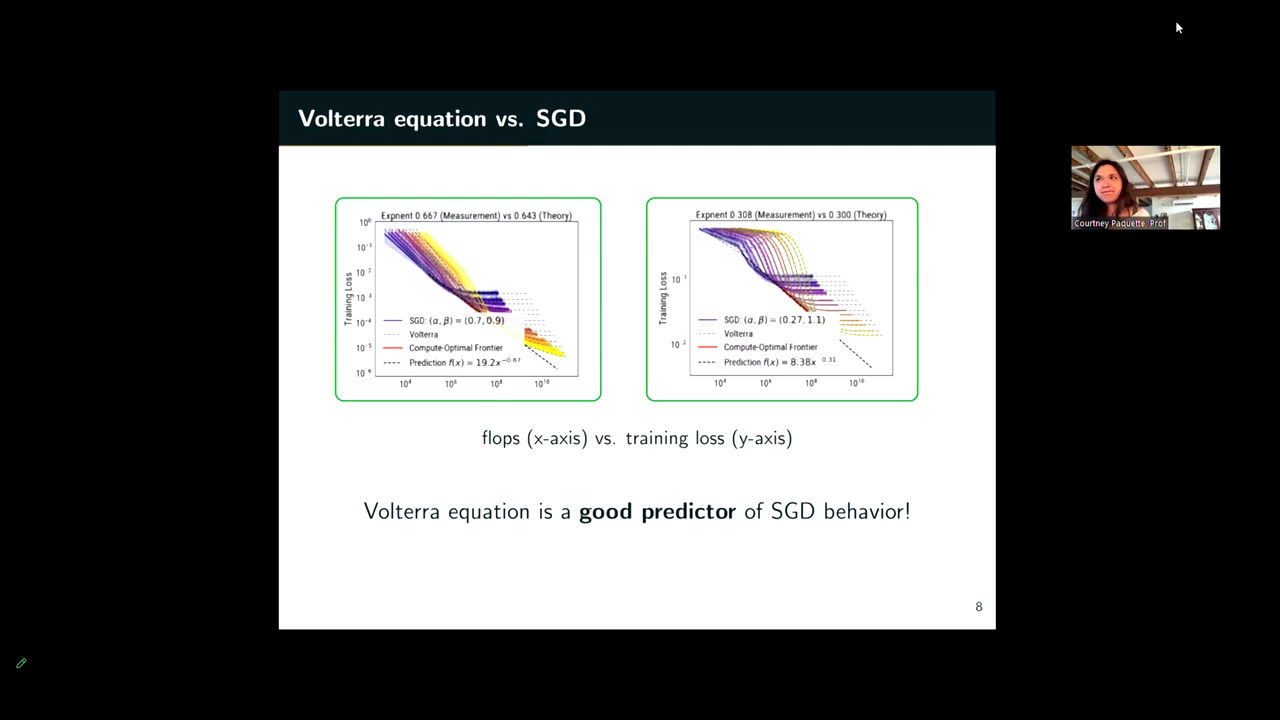 Volterra equation vs. SGD
Expnent 0.667 (Measurement) vs 0.643 (Theory)
10^0
10^-1
10^-2
10^-3
10^-4
10^-5
10^-6
Training Loss
SGD: (α, β) = (0.7, 0.9)
Volterra
Compute-Optimal Frontier
Prediction f(x) = 19.2x^-0.67
10^4 10^6 10^8 10^10
Expnent 0.308 (Measurement) vs 0.300 (Theory)
10^-1
10^-2
Training Loss
SGD: (α, β) = (0.27, 1.1)
Volterra
Compute-Optimal Frontier
Prediction f(x) = 8.38x^0.31
10^4 10^6 10^8 10^10
flops (x-axis) vs. training loss (y-axis)
Volterra equation is a good predictor of SGD behavior!
8
Courtney Paquette Prof